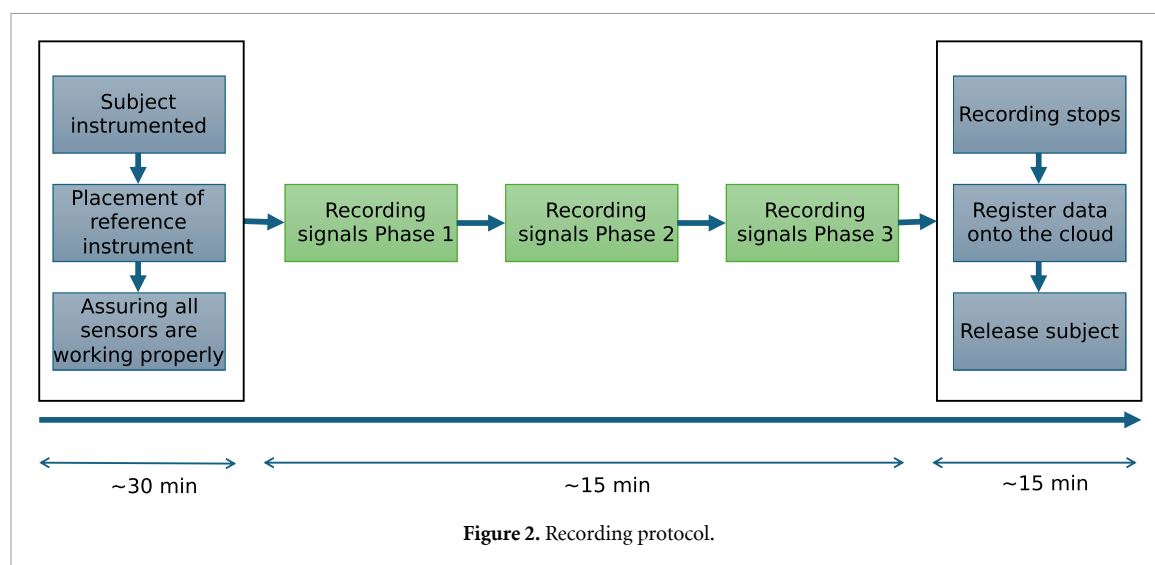 Subject
instrumented
Placement of
reference
instrument
Assuring all
sensors are
working properly
Recording
signals Phase 1
Recording
signals Phase 2
Recording
signals Phase 3
Recording stops
Register data
onto the cloud
Release subject
~30 min
~15 min
~15 min
Figure 2. Recording protocol.